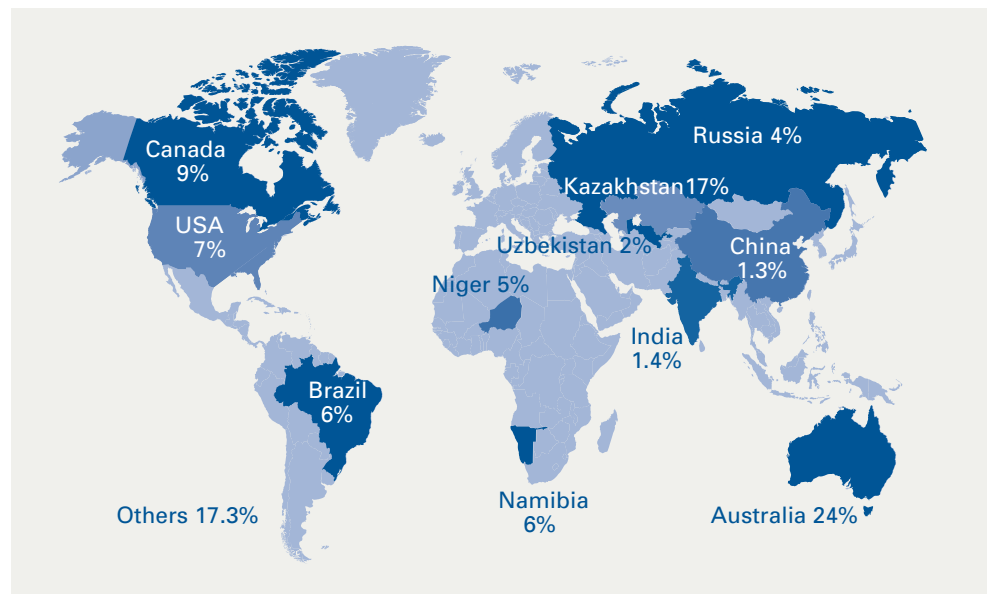 Canada
9%
Russia 4%
Kazakhstan17%
USA
7%
Uzbekistan 2%
China
1.3%
Niger 5%
India
1.4%
Brazil
6%
Namibia
6%
Others 17.3%
Australia 24%